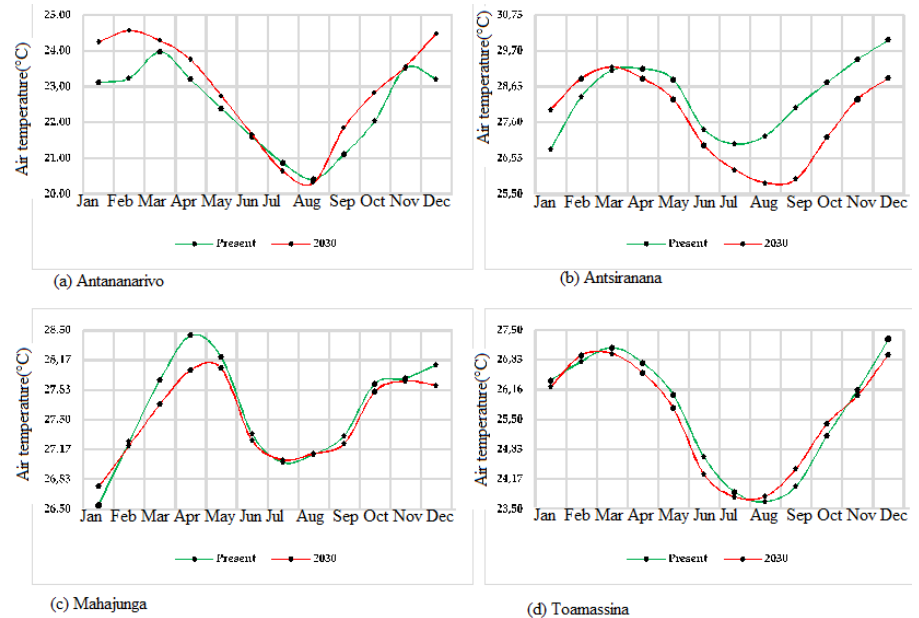 Air temperature(°C)
25.00
24.00
23.00
22.00
21.00
20.00
Jan Feb Mar Apr May Jun Jul Aug Sep Oct Nov Dec
Present 2030
(a) Antananarivo
Air temperature(°C)
30,75
29,70
28,65
27,60
26,55
25,50
Jan Feb Mar Apr May Jun Jul Aug Sep Oct Nov Dec
Present 2030
(b) Antsiranana
Air temperature(°C)
28.50
28.17
27.53
27.30
27.17
26.93
26.50
Jan Feb Mar Apr May Jun Jul Aug Sep Oct Nov Dec
Present 2030
(c) Mahajunga
Air temperature(°C)
27,50
26,83
26,16
25,50
24,83
24,17
23,50
Jan Feb Mar Apr May Jun Jul Aug Sep Oct Nov Dec
Present 2030
(d) Toamassina